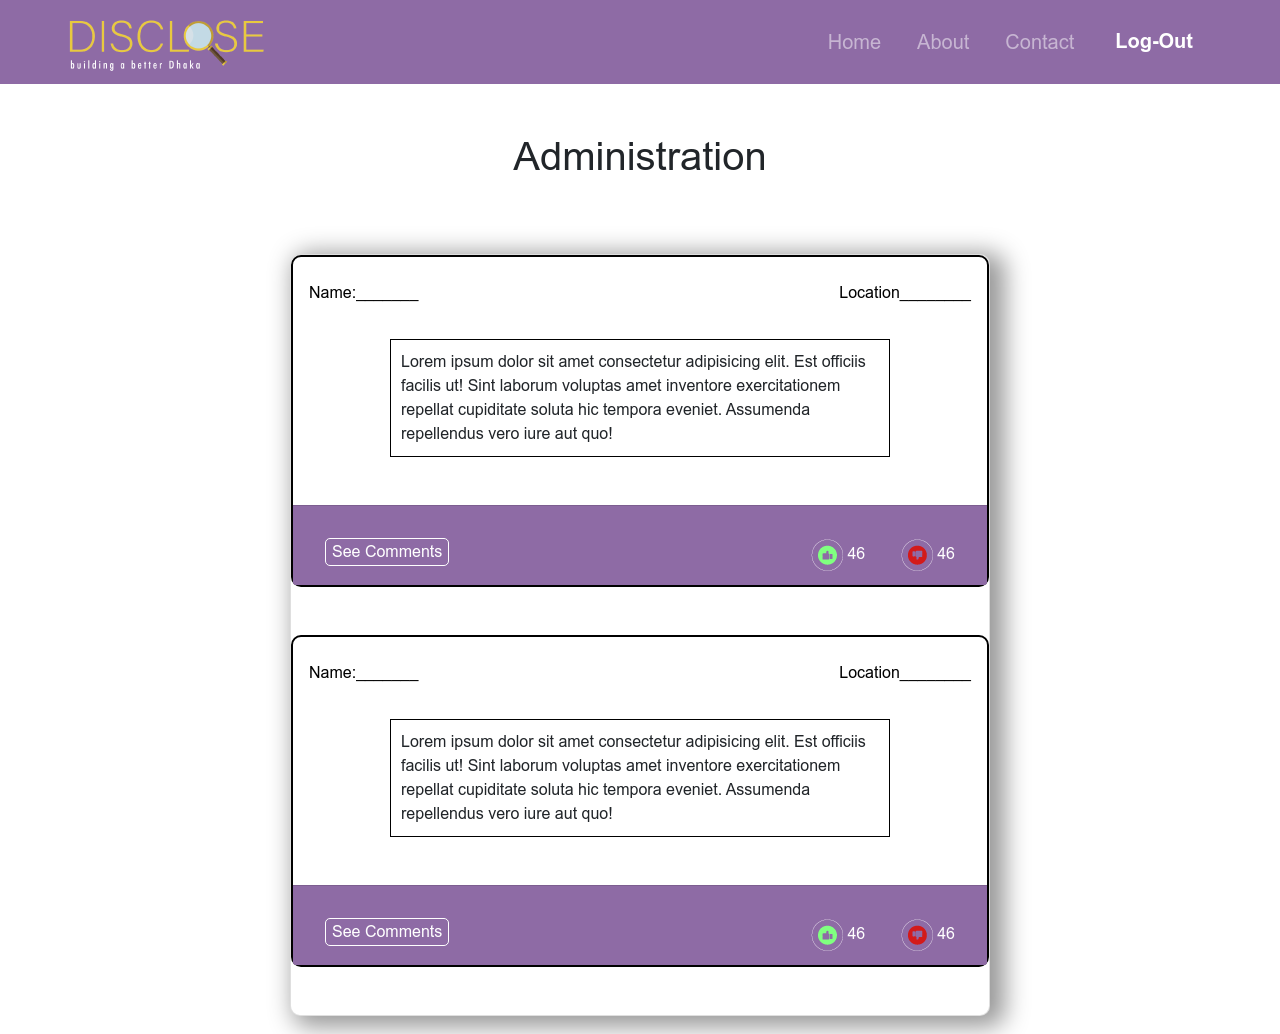 DISCLOSE
building a better Dhaka
Home About Contact Log-Out
Administration
Name:_______ Location________
Lorem ipsum dolor sit amet consectetur adipisicing elit. Est officiis
facilis ut! Sint laborum voluptas amet inventore exercitationem
repellat cupiditate soluta hic tempora eveniet. Assumenda
repellendus vero iure aut quo!
See Comments 46 46
Name:_______ Location________
Lorem ipsum dolor sit amet consectetur adipisicing elit. Est officiis
facilis ut! Sint laborum voluptas amet inventore exercitationem
repellat cupiditate soluta hic tempora eveniet. Assumenda
repellendus vero iure aut quo!
See Comments 46 46